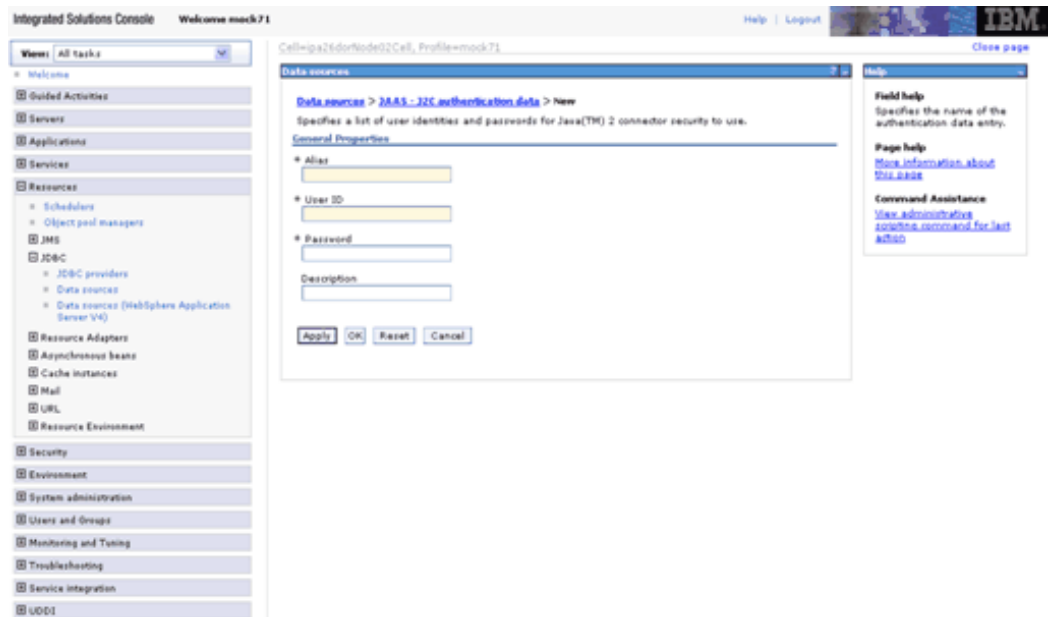 Integrated Solutions Console Welcome mock71 Help | Logout IBM
View: All tasks
Welcome
Guided Activities
Servers
Applications
Services
Resources
Schedulers
Object pool managers
JMS
JDBC
JDBC providers
Data sources
Data sources (WebSphere Application
Server V4)
Resource Adapters
Asynchronous beans
Cache instances
Mail
URL
Resource Environment
Security
Environment
System administration
Users and Groups
Monitoring and Tuning
Troubleshooting
Service integration
UDDI
Cell=ipa26dorNode02Cell, Profile=mock71
Close page
Data sources
Data sources > JAAS - J2C authentication data > New
Specifies a list of user identities and passwords for Java(TM) 2 connector security to use.
General Properties
* Alias
* User ID
* Password
Description
Apply OK Reset Cancel
Help
Field help
Specifies the name of the
authentication data entry.
Page help
More information about
this page
Command Assistance
View administrative
scripting command for last
action